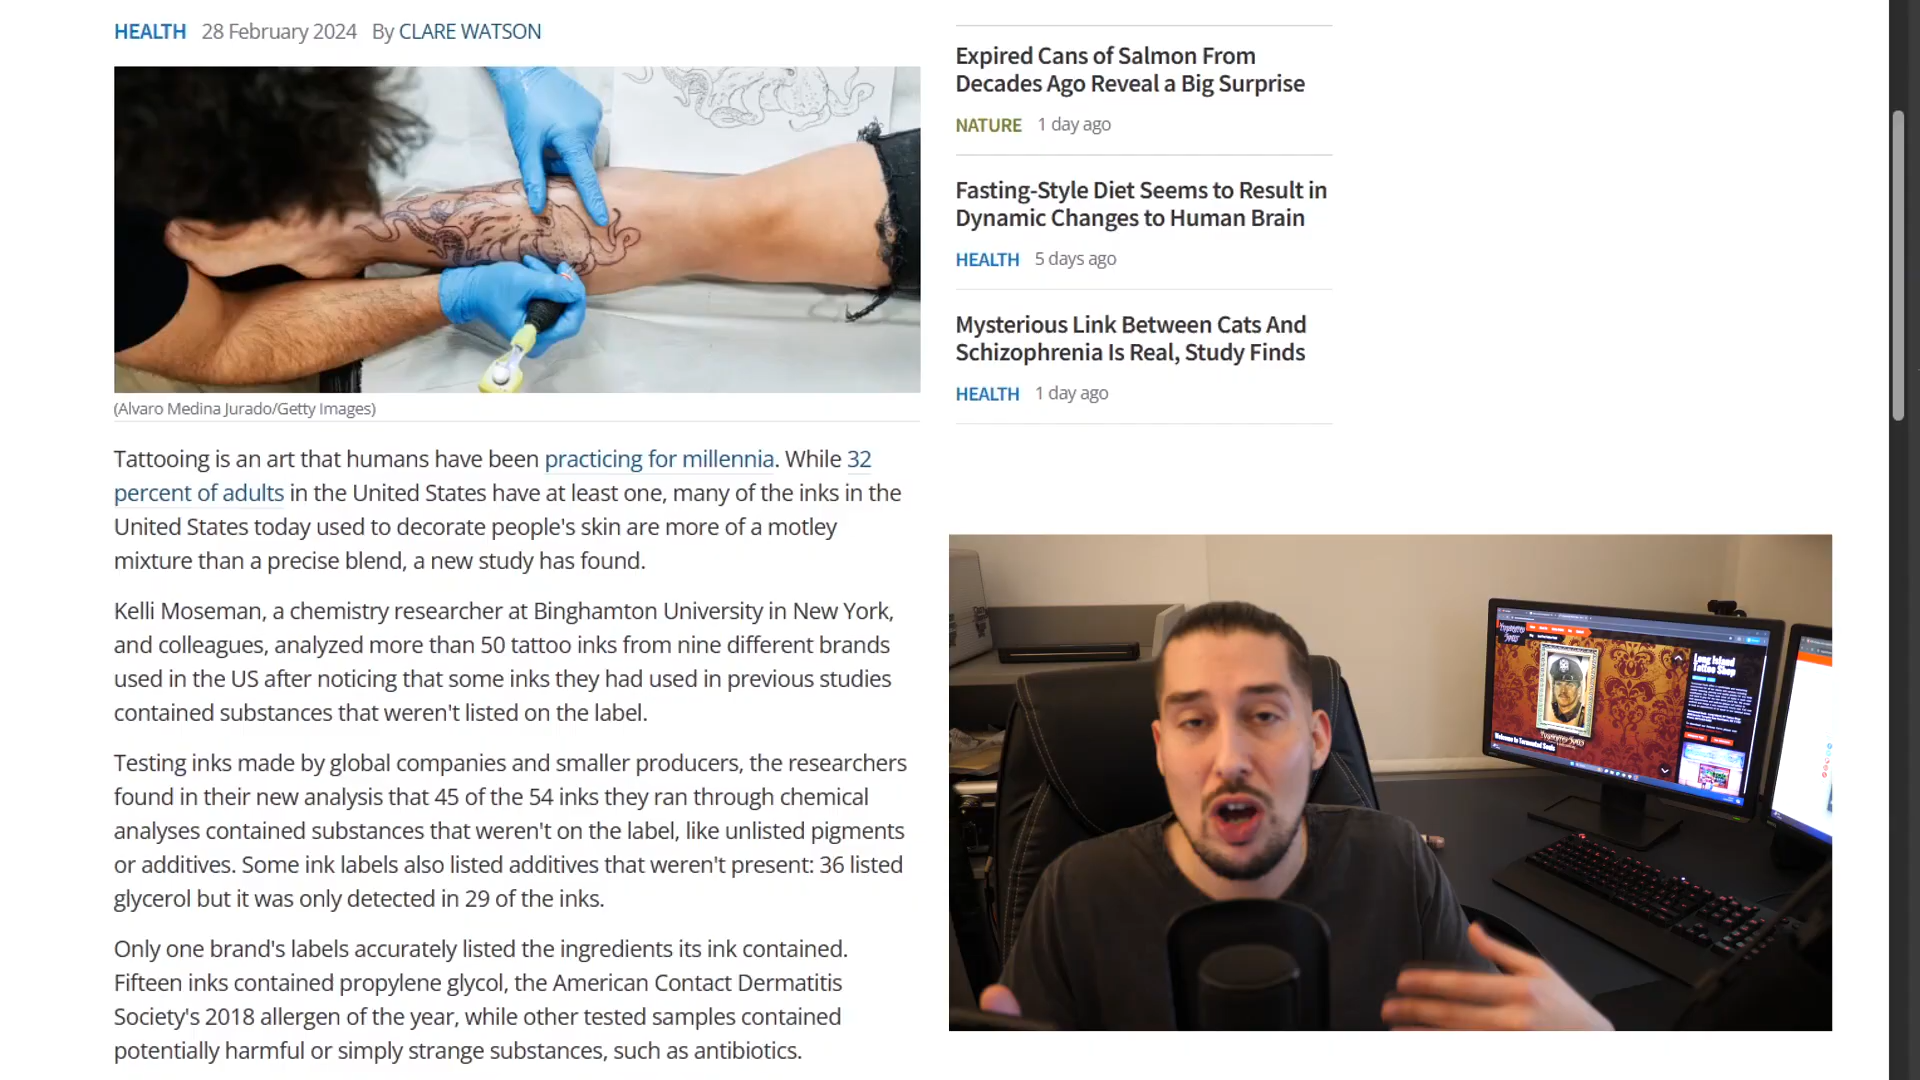 HEALTH 28 February 2024 By CLARE WATSON
(Alvaro Medina Jurado/Getty Images)
Tattooing is an art that humans have been practicing for millennia. While 32
percent of adults in the United States have at least one, many of the inks in the
United States today used to decorate people's skin are more of a motley
mixture than a precise blend, a new study has found.
Kelli Moseman, a chemistry researcher at Binghamton University in New York,
and colleagues, analyzed more than 50 tattoo inks from nine different brands
used in the US after noticing that some inks they had used in previous studies
contained substances that weren't listed on the label.
Testing inks made by global companies and smaller producers, the researchers
found in their new analysis that 45 of the 54 inks they ran through chemical
analyses contained substances that weren't on the label, like unlisted pigments
or additives. Some ink labels also listed additives that weren't present: 36 listed
glycerol but it was only detected in 29 of the inks.
Only one brand's labels accurately listed the ingredients its ink contained.
Fifteen inks contained propylene glycol, the American Contact Dermatitis
Society's 2018 allergen of the year, while other tested samples contained
potentially harmful or simply strange substances, such as antibiotics.
Expired Cans of Salmon From
Decades Ago Reveal a Big Surprise
NATURE 1 day ago
Fasting-Style Diet Seems to Result in
Dynamic Changes to Human Brain
HEALTH 5 days ago
Mysterious Link Between Cats And
Schizophrenia Is Real, Study Finds
HEALTH 1 day ago
Long Island
Tattoo Shop
Welcome to Tormented Souls